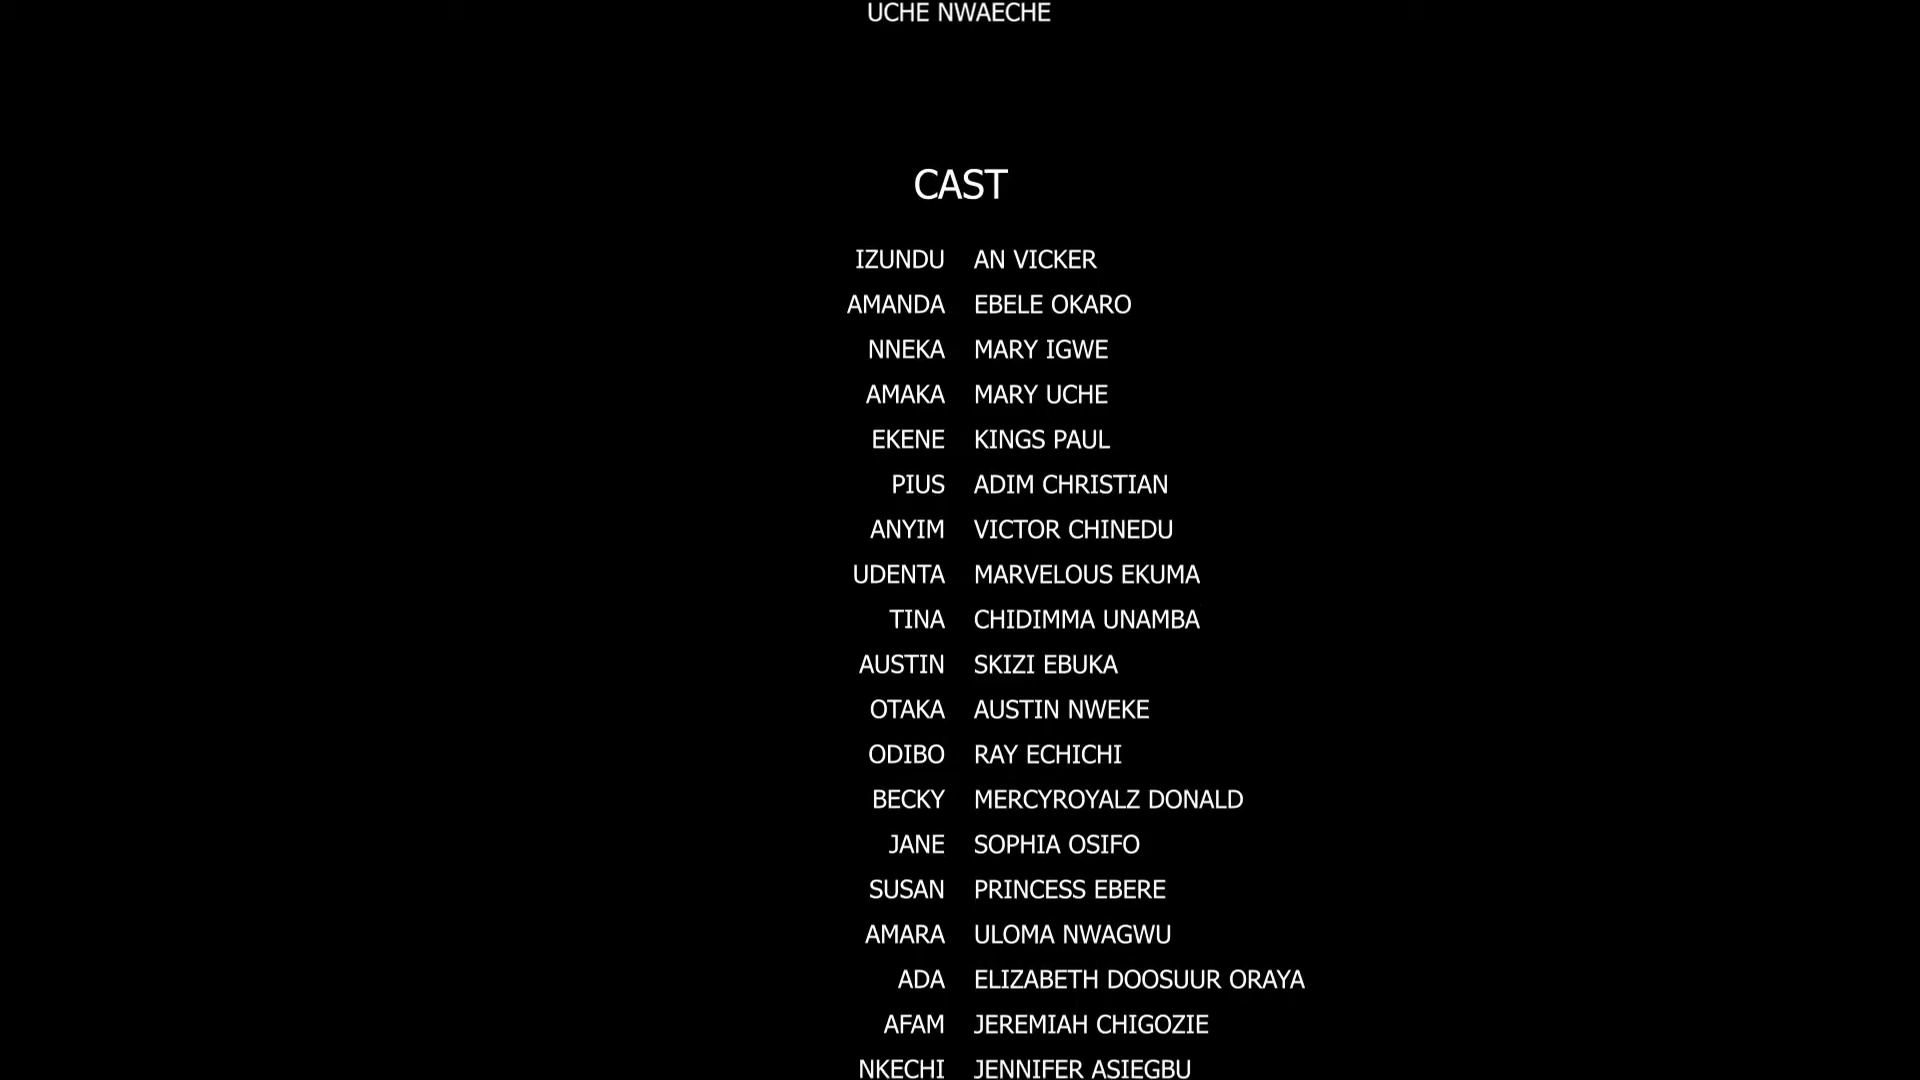 UCHE NWAECHE
CAST
IZUNDU AN VICKER
AMANDA EBELE OKARO
NNEKA MARY IGWE
AMAKA MARY UCHE
EKENE KINGS PAUL
PIUS ADIM CHRISTIAN
ANYIM VICTOR CHINEDU
UDENTA MARVELOUS EKUMA
TINA CHIDIMMA UNAMBA
AUSTIN SKIZI EBUKA
OTAKA AUSTIN NWEKE
ODIBO RAY ECHICHI
BECKY MERCYROYALZ DONALD
JANE SOPHIA OSIFO
SUSAN PRINCESS EBERE
AMARA ULOMA NWAGWU
ADA ELIZABETH DOOSUUR ORAYA
AFAM JEREMIAH CHIGOZIE
NKECHI JENNIFER ASIEGBU